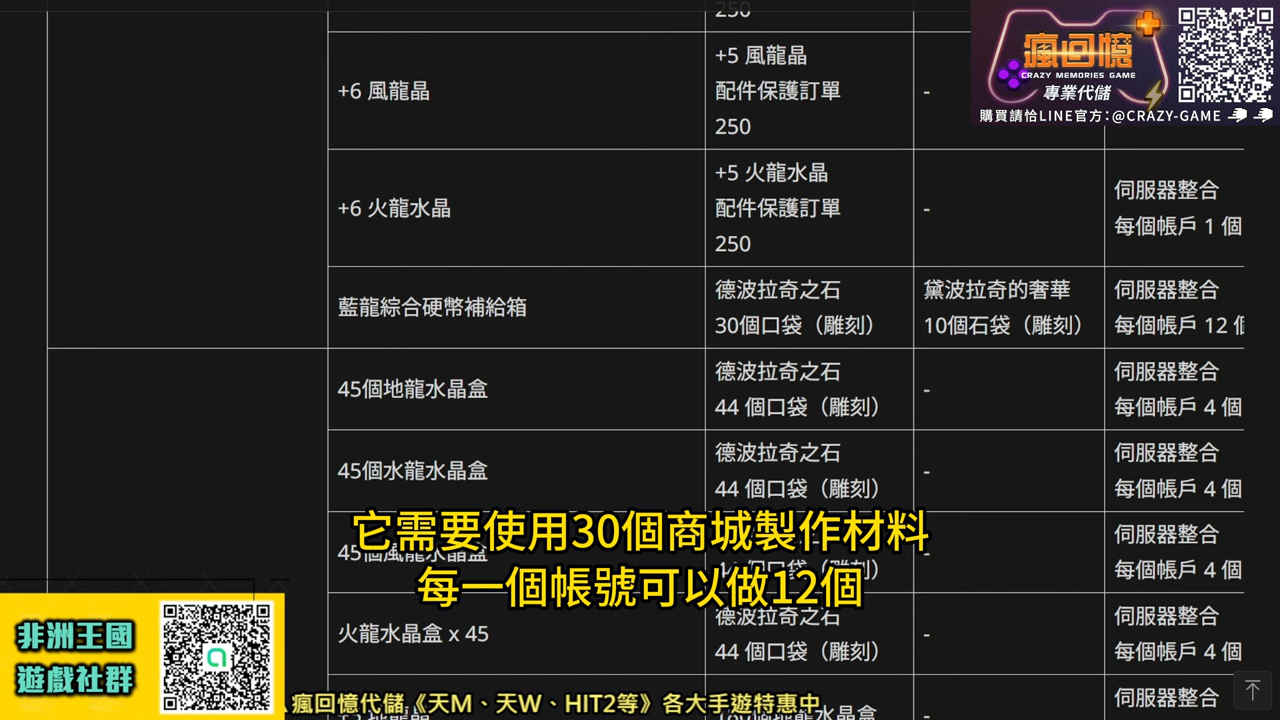 250
+6 風龍晶
+5 風龍晶
配件保護訂單
250
-
瘋回憶
CRAZY MEMORIES GAME
專業代儲
購買請恰LINE官方:@CRAZY-GAME
+6 火龍水晶
+5 火龍水晶
配件保護訂單
250
-
伺服器整合
每個帳戶 1 個
藍龍綜合硬幣補給箱
德波拉奇之石
30個口袋（雕刻）
黛波拉奇的奢華
10個石袋（雕刻）
伺服器整合
每個帳戶 12
45個地龍水晶盒
德波拉奇之石
44 個口袋（雕刻）
-
伺服器整合
每個帳戶 4 個
45個水龍水晶盒
德波拉奇之石
44 個口袋（雕刻）
-
伺服器整合
每個帳戶 4 個
它需要使用30個商城製作材料
每一個帳號可以做12個
45個風龍水晶盒
-
伺服器整合
每個帳戶 4 個
火龍水晶盒 x 45
德波拉奇之石
44 個口袋（雕刻）
-
伺服器整合
每個帳戶 4 個
伺服器整合
非洲王國
遊戲社群
瘋回憶代儲《天M、天W、HIT2等》各大手遊特惠中